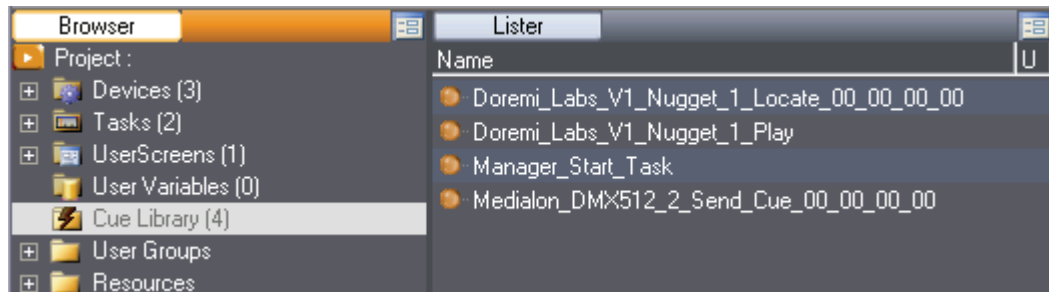 Browser
Project :
Devices (3)
Tasks (2)
UserScreens (1)
User Variables (0)
Cue Library (4)
User Groups
Resources
Lister
Name U
Doremi_Labs_V1_Nugget_1_Locate_00_00_00_00
Doremi_Labs_V1_Nugget_1_Play
Manager_Start_Task
Medialon_DMX512_2_Send_Cue_00_00_00_00